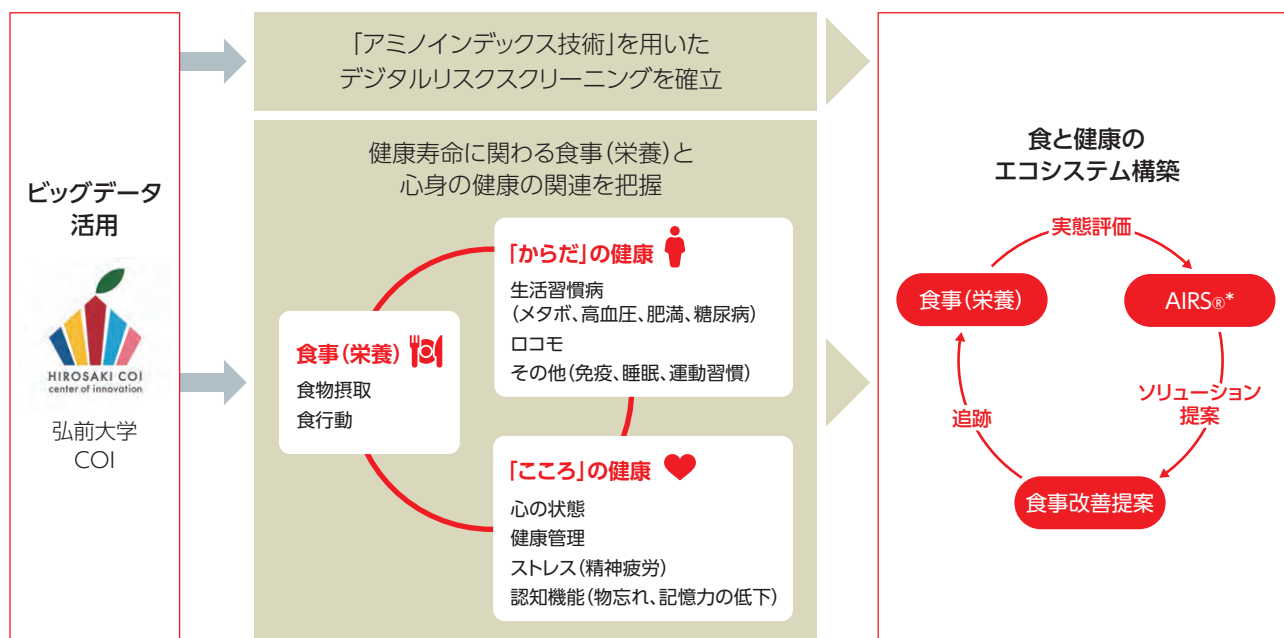 ビッグデータ
活用
HIROSAKI COI
center of innovation
弘前大学
COI
「アミノインデックス技術」を用いた
デジタルリスクスクリーニングを確立
健康寿命に関わる食事(栄養)と
心身の健康の関連を把握
食事(栄養)
食物摂取
食行動
「からだ」の健康
生活習慣病
(メタボ、高血圧、肥満、糖尿病)
ロコモ
その他(免疫、睡眠、運動習慣)
「こころ」の健康
心の状態
健康管理
ストレス(精神疲労)
認知機能(物忘れ、記憶力の低下)
食と健康の
エコシステム構築
実態評価
食事(栄養)
AIRS®*
ソリューション
提案
追跡
食事改善提案